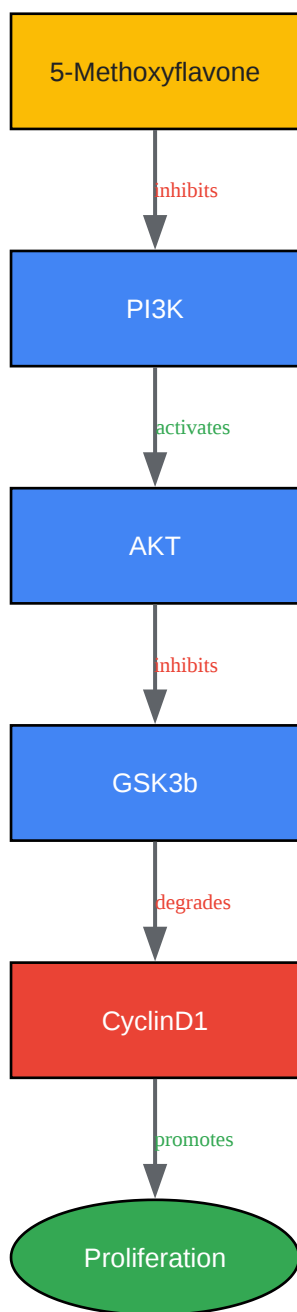 5-Methoxyflavone
inhibits
PI3K
activates
AKT
inhibits
GSK3b
degrades
CyclinD1
promotes
Proliferation